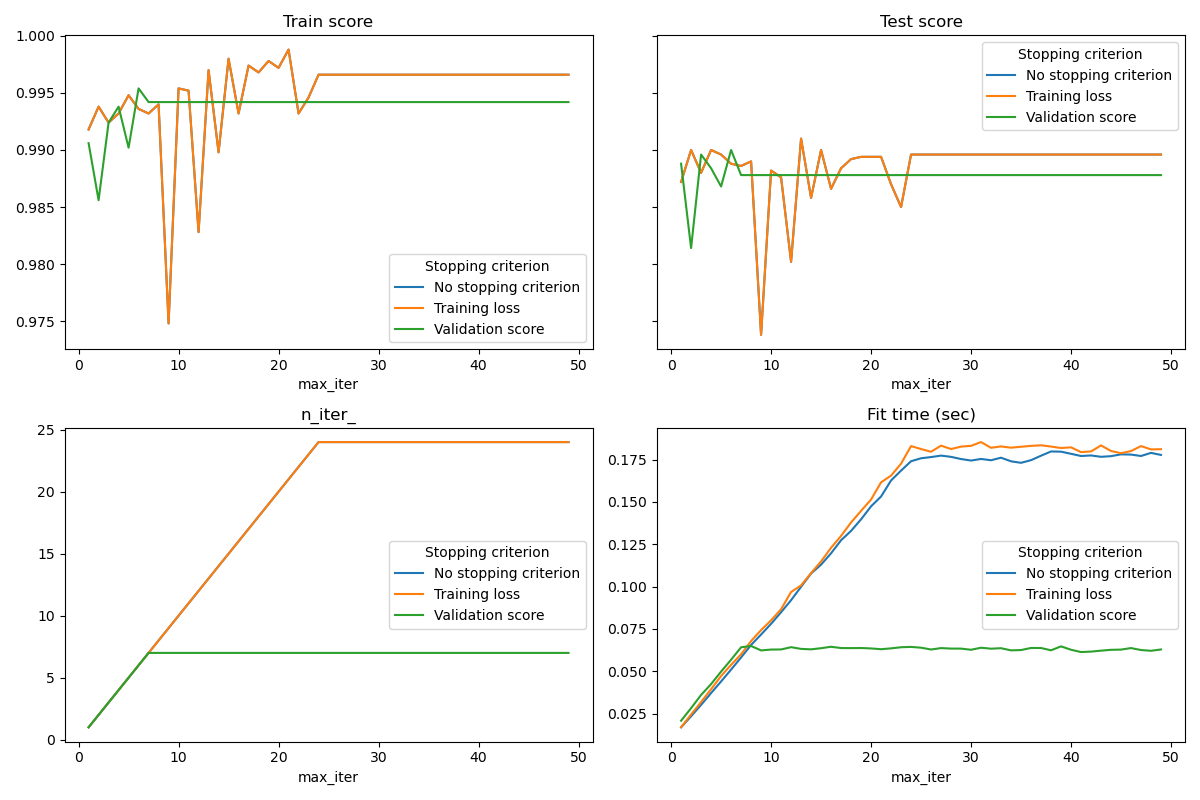 Train score
1.000
0.995
0.990
0.985
0.980
0.975
Stopping criterion
No stopping criterion
Training loss
Validation score
0 10 20 30 40 50
max_iter
Test score
Stopping criterion
No stopping criterion
Training loss
Validation score
0 10 20 30 40 50
max_iter
n_iter_
25
20
15
10
5
0
Stopping criterion
No stopping criterion
Training loss
Validation score
0 10 20 30 40 50
max_iter
Fit time (sec)
0.175
0.150
0.125
0.100
0.075
0.050
0.025
Stopping criterion
No stopping criterion
Training loss
Validation score
0 10 20 30 40 50
max_iter